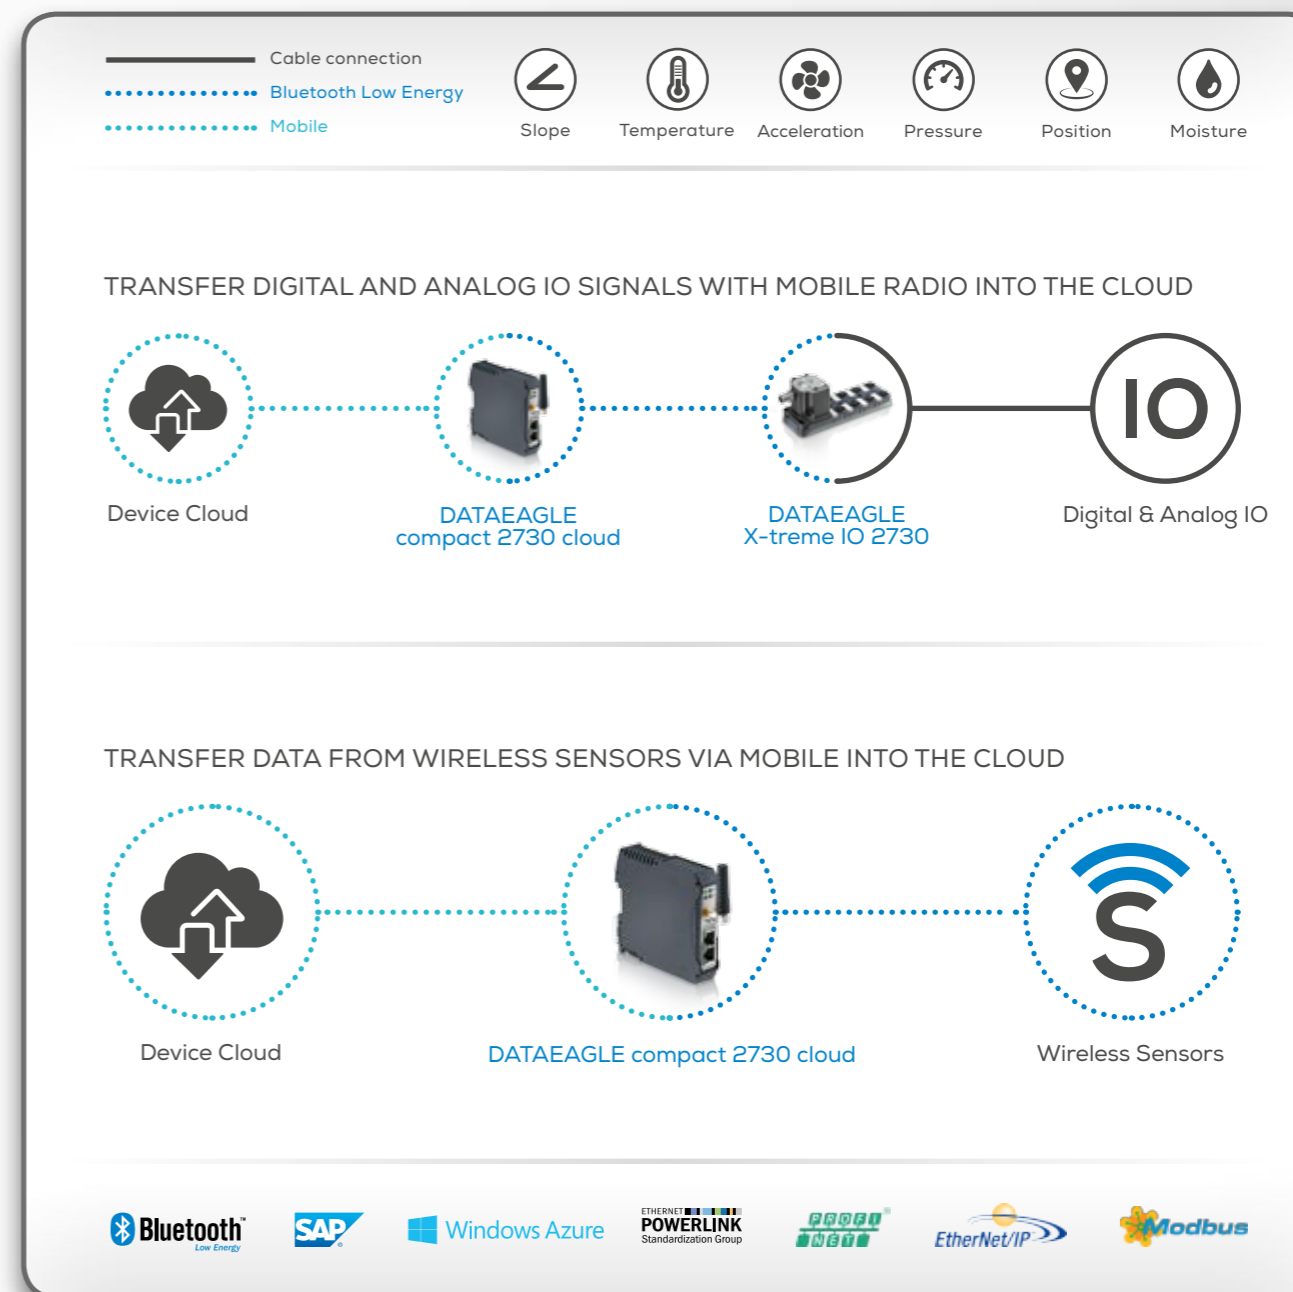 Cable connection
Bluetooth Low Energy
Mobile
Slope
Temperature
Acceleration
Pressure
Position
Moisture
TRANSFER DIGITAL AND ANALOG IO SIGNALS WITH MOBILE RADIO INTO THE CLOUD
IO
Device Cloud
DATAEAGLE
compact 2730 cloud
DATAEAGLE
X-treme IO 2730
Digital & Analog IO
TRANSFER DATA FROM WIRELESS SENSORS VIA MOBILE INTO THE CLOUD
S
Device Cloud
DATAEAGLE compact 2730 cloud
Wireless Sensors
Bluetooth™
Low Energy
SAP®
Windows Azure
ETHERNET
POWERLINK
Standardization Group
PROFI®
NET
EtherNet/IP
Modbus